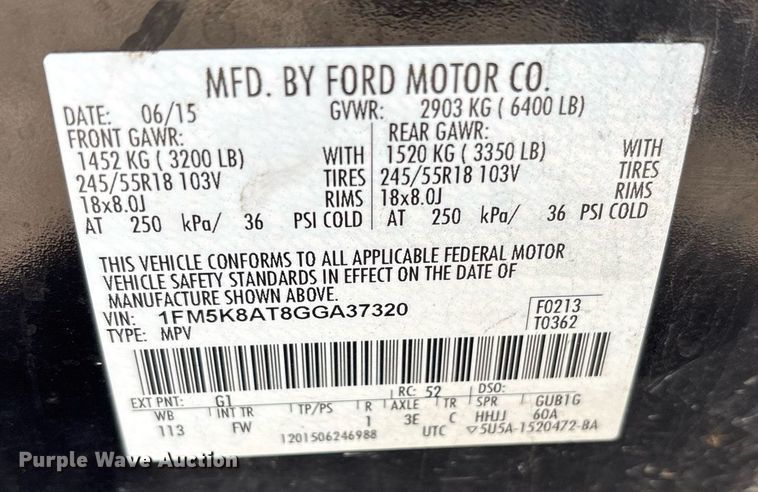 MFD. BY FORD MOTOR CO.
DATE: 06/15 GVWR: 2903 KG ( 6400 LB)
FRONT GAWR: REAR GAWR:
1452 KG ( 3200 LB) WITH 1520 KG ( 3350 LB) WITH
245/55R18 103V TIRES 245/55R18 103V TIRES
18x8.0J RIMS 18x8.0J RIMS
AT 250 kPa/ 36 PSI COLD AT 250 kPa/ 36 PSI COLD
THIS VEHICLE CONFORMS TO ALL APPLICABLE FEDERAL MOTOR
VEHICLE SAFETY STANDARDS IN EFFECT ON THE DATE OF
MANUFACTURE SHOWN ABOVE.
VIN: 1FM5K8AT8GGA37320 F0213
TYPE: MPV T0362
EXT PNT: G1 RC: 52 DSO:
WB INT TR TP/PS R AXLE TR SPR GUB1G
113 FW 1 3E C HHJJ 60A
1201506246988 UTC ▽5U5A-1520472-BA
Purple Wave Auction